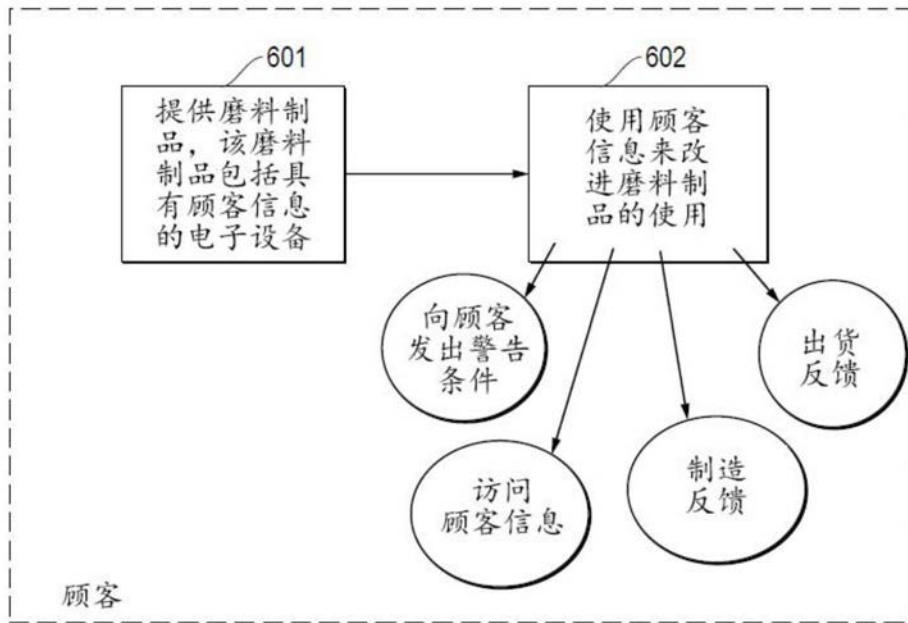 601
提供磨料制
品，该磨料
制品包括具
有顾客信息
的电子设备
602
使用顾客
信息来改
进磨料制
品的使用
向顾客
发出警告
条件
出货
反馈
访问
顾客信息
制造
反馈
顾客